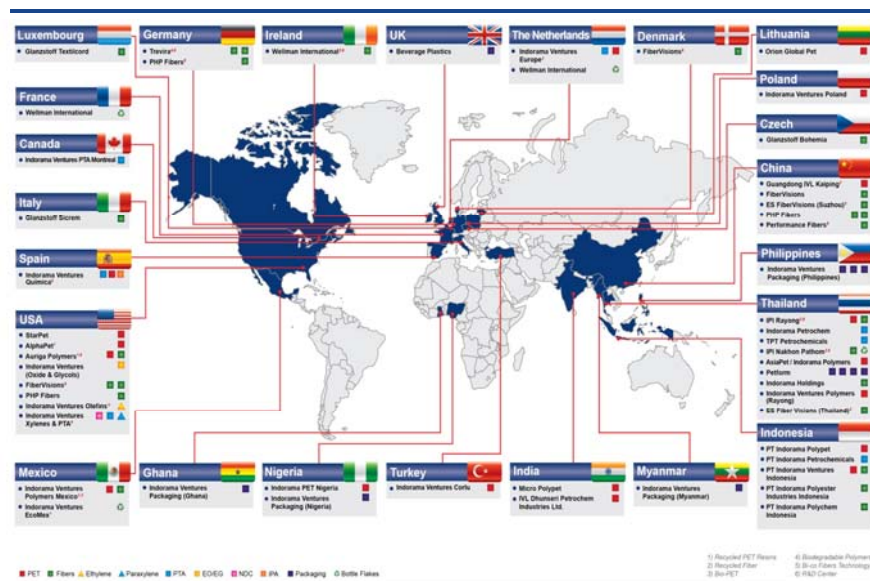 Luxembourg
Glanzstoff Textilcord
Germany
Trevira
PHP Fibers
Ireland
Wellman International
UK
Beverage Plastics
The Netherlands
Indorama Ventures
Europe
Wellman International
Denmark
FiberVisions
Lithuania
Orion Global Pet
France
Wellman International
Poland
Indorama Ventures Poland
Canada
Indorama Ventures PTA Montreal
Czech
Glanzstoff Bohemia
Italy
Glanzstoff Sicrem
China
Guangdong IVL Kaiping
FiberVisions
ES FiberVisions (Suzhou)
PHP Fibers
Performance Fibers
Spain
Indorama Ventures
Quimica
Philippines
Indorama Ventures
Packaging (Philippines)
USA
StarPet
AlphaPet
Auriga Polymers
Indorama Ventures
(Oxide & Glycols)
FiberVisions
PHP Fibers
Indorama Ventures Olefins
Indorama Ventures
Xylenes & PTA
Thailand
IPI Rayong
Indorama Petrochem
TPT Petrochemicals
IPI Nakhon Pathom
AsiaPet / Indorama Polymers
Petform
Indorama Holdings
Indorama Ventures Polymers
(Rayong)
ES Fiber Visions (Thailand)
Mexico
Indorama Ventures
Polymers Mexico
Indorama Ventures
EcoMex
Ghana
Indorama Ventures
Packaging (Ghana)
Nigeria
Indorama PET Nigeria
Indorama Ventures
Packaging (Nigeria)
Turkey
Indorama Ventures Corlu
India
Micro Polypet
IVL Dhunseri Petrochem
Industries Ltd.
Myanmar
Indorama Ventures
Packaging (Myanmar)
Indonesia
PT Indorama Polypet
PT Indorama Petrochemicals
PT Indorama Ventures
Indonesia
PT Indorama Polyester
Industries Indonesia
PT Indorama Polychem
Indonesia
PET Fibers Ethylene Paraxylene PTA EO/EG NDC IPA Packaging Bottle Flakes
1) Recycled PET Resins 4) Biodegradable Polymers
2) Recycled Fiber 5) Bi-co Fibers Technology
3) Bio-PET 6) R&D Center